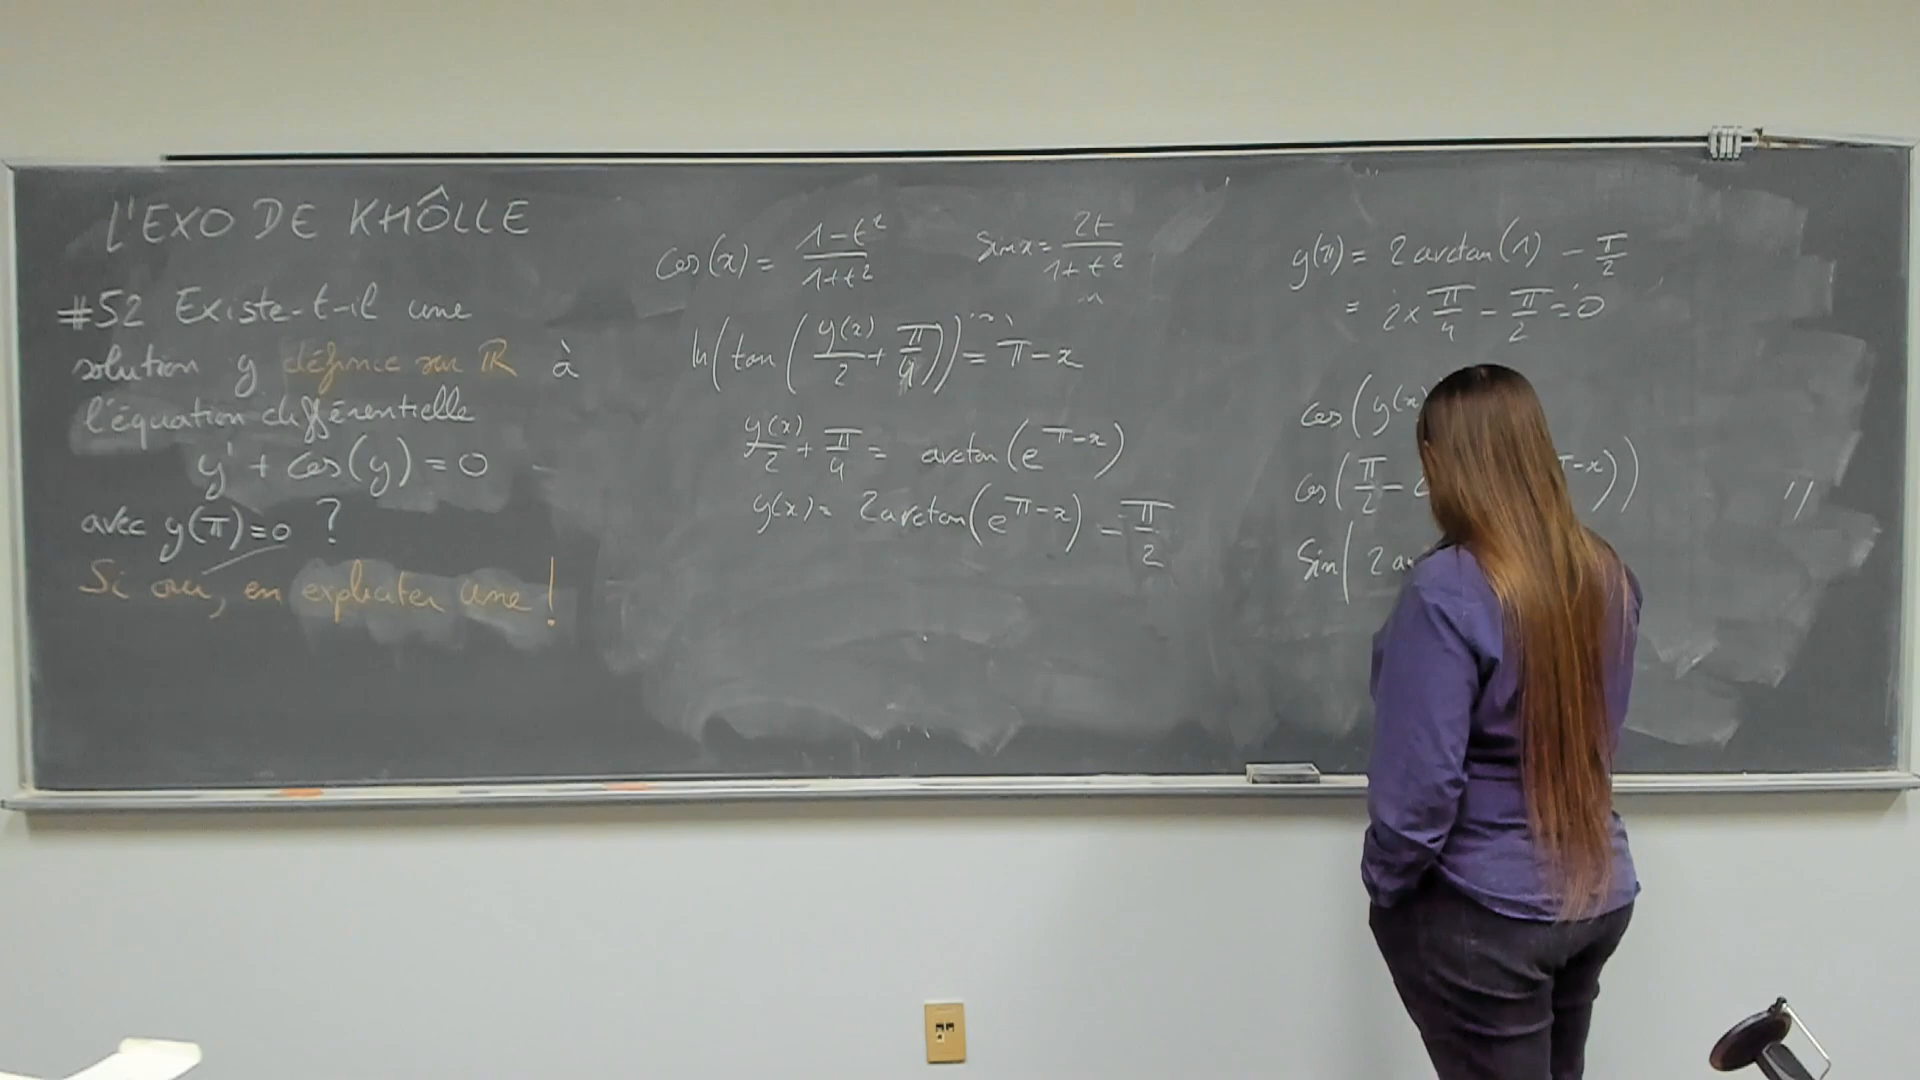 L'EXO DE KHÔLLE
#52 Existe-t-il une
solution y définie sur ℝ à
l'équation différentielle
y' + cos(y) = 0
avec y(π)=0 ?
Si oui, en expliciter une !
cos(x) = (1-t²)/(1+t²)
sin x = 2t/(1+t²)
ln(tan(y(x)/2 + π/4)) = π-x
y(x)/2 + π/4 = arctan(e^(π-x))
y(x) = 2arctan(e^(π-x)) - π/2
y(π) = 2 arctan(1) - π/2
= 2×π/4 - π/2 = 0
cos(y(x)
cos(π/2 - 2 π-x))
Sin(2 a